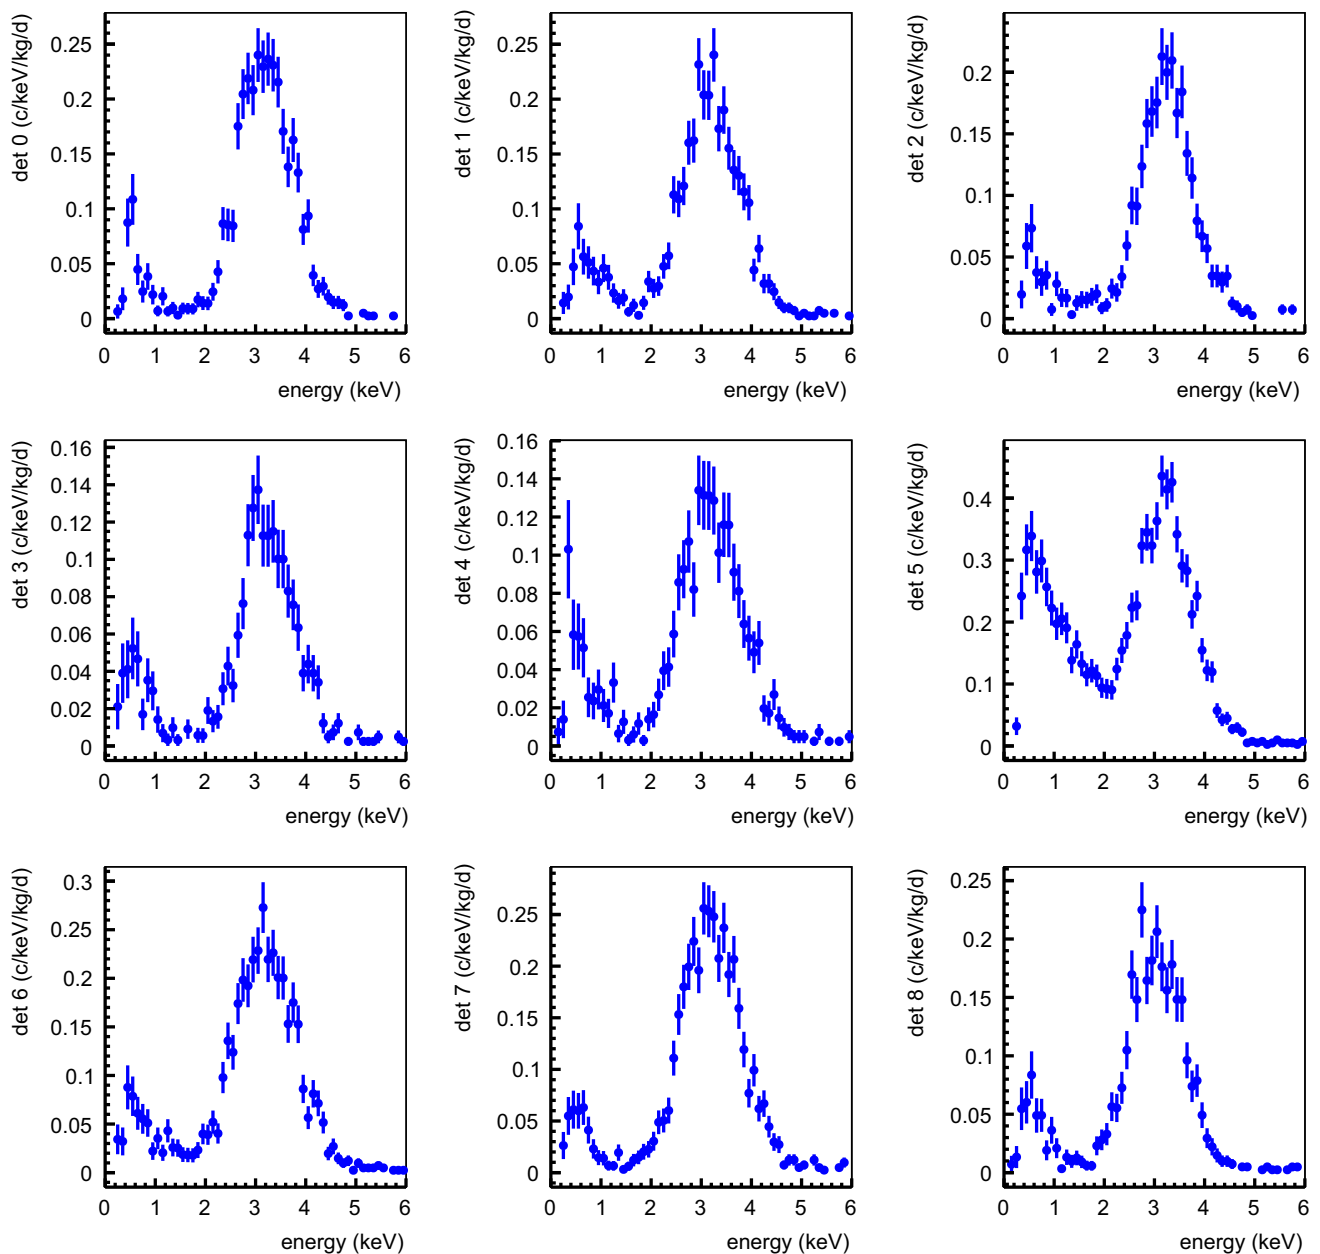 det 0 (c/keV/kg/d)
0.25
0.2
0.15
0.1
0.05
0
0 1 2 3 4 5 6
energy (keV)
det 1 (c/keV/kg/d)
0.25
0.2
0.15
0.1
0.05
0
0 1 2 3 4 5 6
energy (keV)
det 2 (c/keV/kg/d)
0.2
0.15
0.1
0.05
0
0 1 2 3 4 5 6
energy (keV)
det 3 (c/keV/kg/d)
0.16
0.14
0.12
0.1
0.08
0.06
0.04
0.02
0
0 1 2 3 4 5 6
energy (keV)
det 4 (c/keV/kg/d)
0.16
0.14
0.12
0.1
0.08
0.06
0.04
0.02
0
0 1 2 3 4 5 6
energy (keV)
det 5 (c/keV/kg/d)
0.4
0.3
0.2
0.1
0
0 1 2 3 4 5 6
energy (keV)
det 6 (c/keV/kg/d)
0.3
0.25
0.2
0.15
0.1
0.05
0
0 1 2 3 4 5 6
energy (keV)
det 7 (c/keV/kg/d)
0.25
0.2
0.15
0.1
0.05
0
0 1 2 3 4 5 6
energy (keV)
det 8 (c/keV/kg/d)
0.25
0.2
0.15
0.1
0.05
0
0 1 2 3 4 5 6
energy (keV)